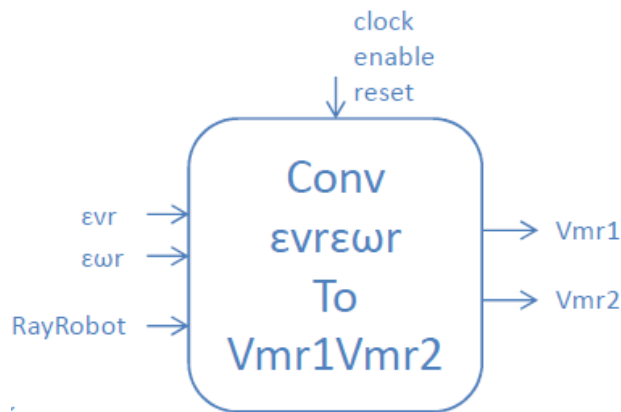 clock
enable
reset
Conv
εvrεωr
To
Vmr1Vmr2
εvr
εωr
RayRobot
Vmr1
Vmr2